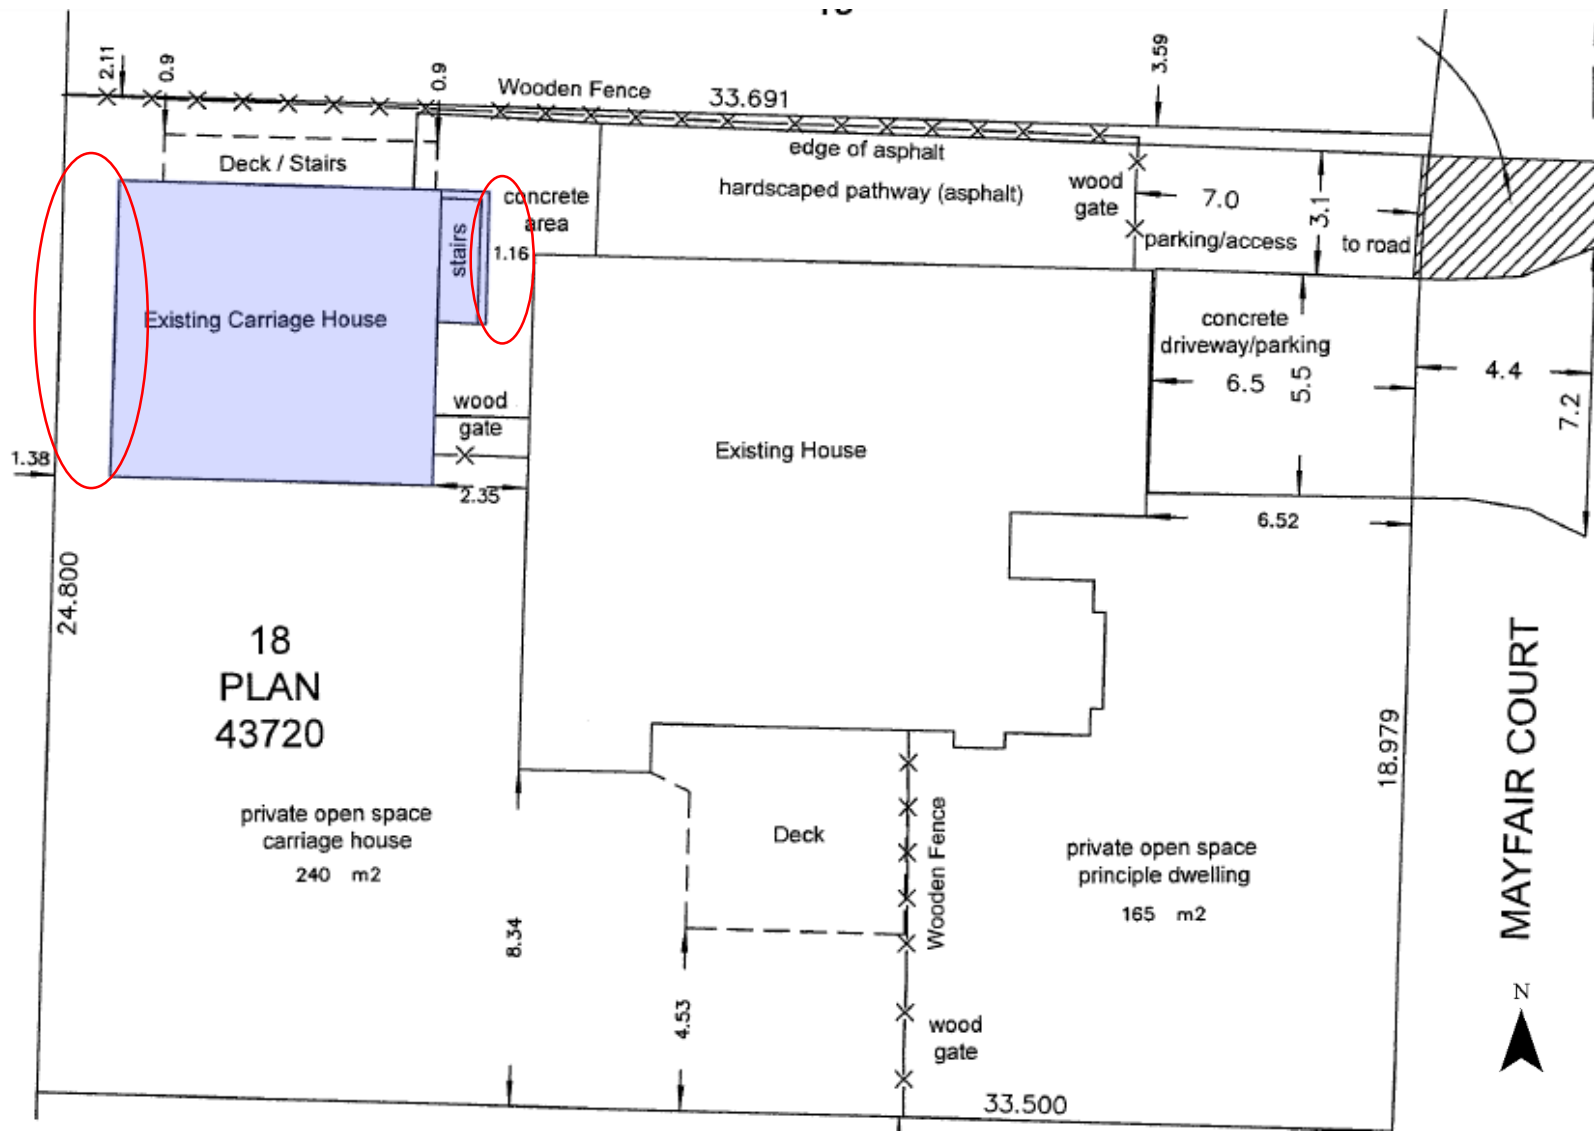 2.11
0.9
0.9
Wooden Fence
33.691
3.59
edge of asphalt
Deck / Stairs
concrete
area
hardscaped pathway (asphalt)
wood
gate
7.0
3.1
parking/access
to road
stairs
1.16
Existing Carriage House
concrete
driveway/parking
6.5
5.5
4.4
7.2
wood
gate
Existing House
1.38
2.35
6.52
24.800
18
PLAN
43720
18.979
MAYFAIR COURT
private open space
carriage house
240 m2
Deck
Wooden Fence
private open space
principle dwelling
165 m2
8.34
4.53
wood
gate
N
33.500